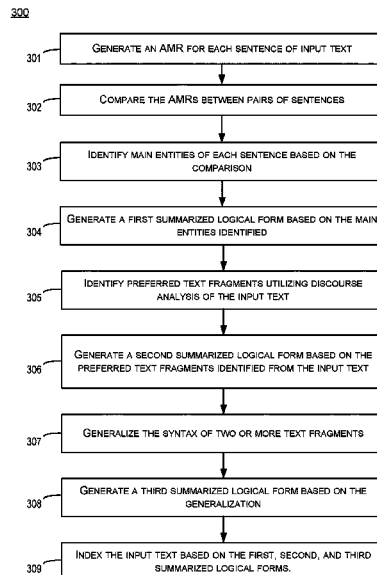 300
301
GENERATE AN AMR FOR EACH SENTENCE OF INPUT TEXT
302
COMPARE THE AMRS BETWEEN PAIRS OF SENTENCES
303
IDENTIFY MAIN ENTITIES OF EACH SENTENCE BASED ON THE
COMPARISON
304
GENERATE A FIRST SUMMARIZED LOGICAL FORM BASED ON THE MAIN
ENTITIES IDENTIFIED
305
IDENTIFY PREFERRED TEXT FRAGMENTS UTILIZING DISCOURSE
ANALYSIS OF THE INPUT TEXT
306
GENERATE A SECOND SUMMARIZED LOGICAL FORM BASED ON THE
PREFERRED TEXT FRAGMENTS IDENTIFIED FROM THE INPUT TEXT
307
GENERALIZE THE SYNTAX OF TWO OR MORE TEXT FRAGMENTS
308
GENERATE A THIRD SUMMARIZED LOGICAL FORM BASED ON THE
GENERALIZATION
309
INDEX THE INPUT TEXT BASED ON THE FIRST, SECOND, AND THIRD
SUMMARIZED LOGICAL FORMS.